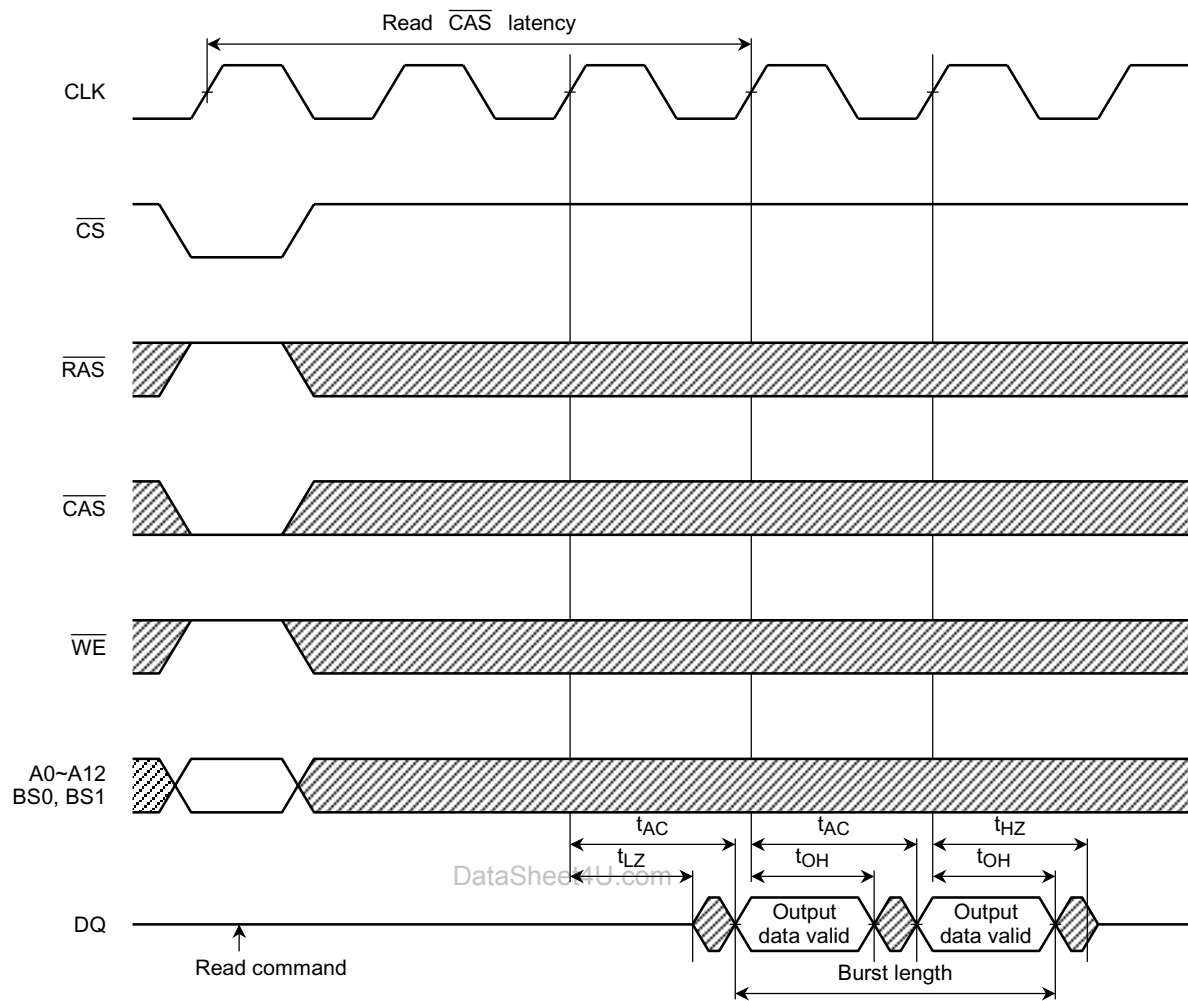 Read CAS latency
CLK
CS
RAS
CAS
WE
A0~A12
BS0, BS1
tAC
tAC
tHZ
tLZ
tOH
tOH
DataSheet4U.com
DQ
Output
data valid
Output
data valid
Read command
Burst length